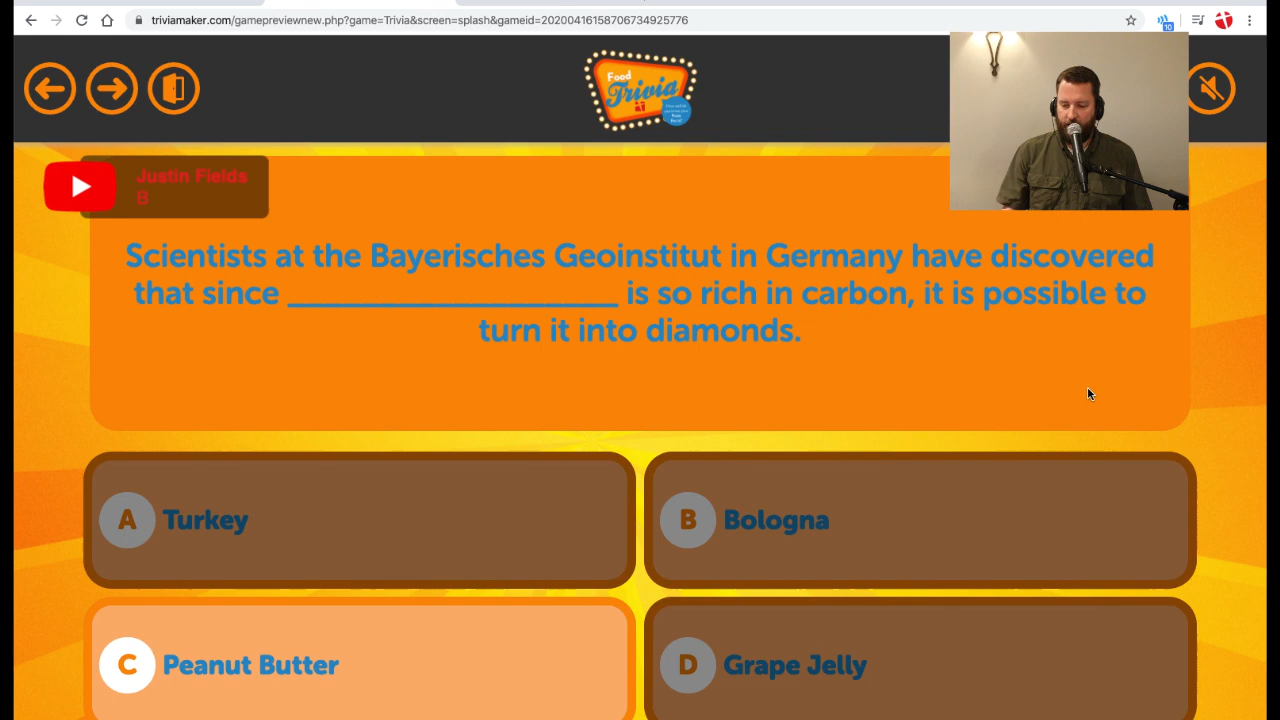 triviamaker.com/gamepreviewnew.php?game=Trivia&screen=splash&gameid=20200416158706734925776
10
Food
Trivia
Justin Fields
B
Scientists at the Bayerisches Geoinstitut in Germany have discovered
that since ____________________ is so rich in carbon, it is possible to
turn it into diamonds.
A Turkey
B Bologna
C Peanut Butter
D Grape Jelly